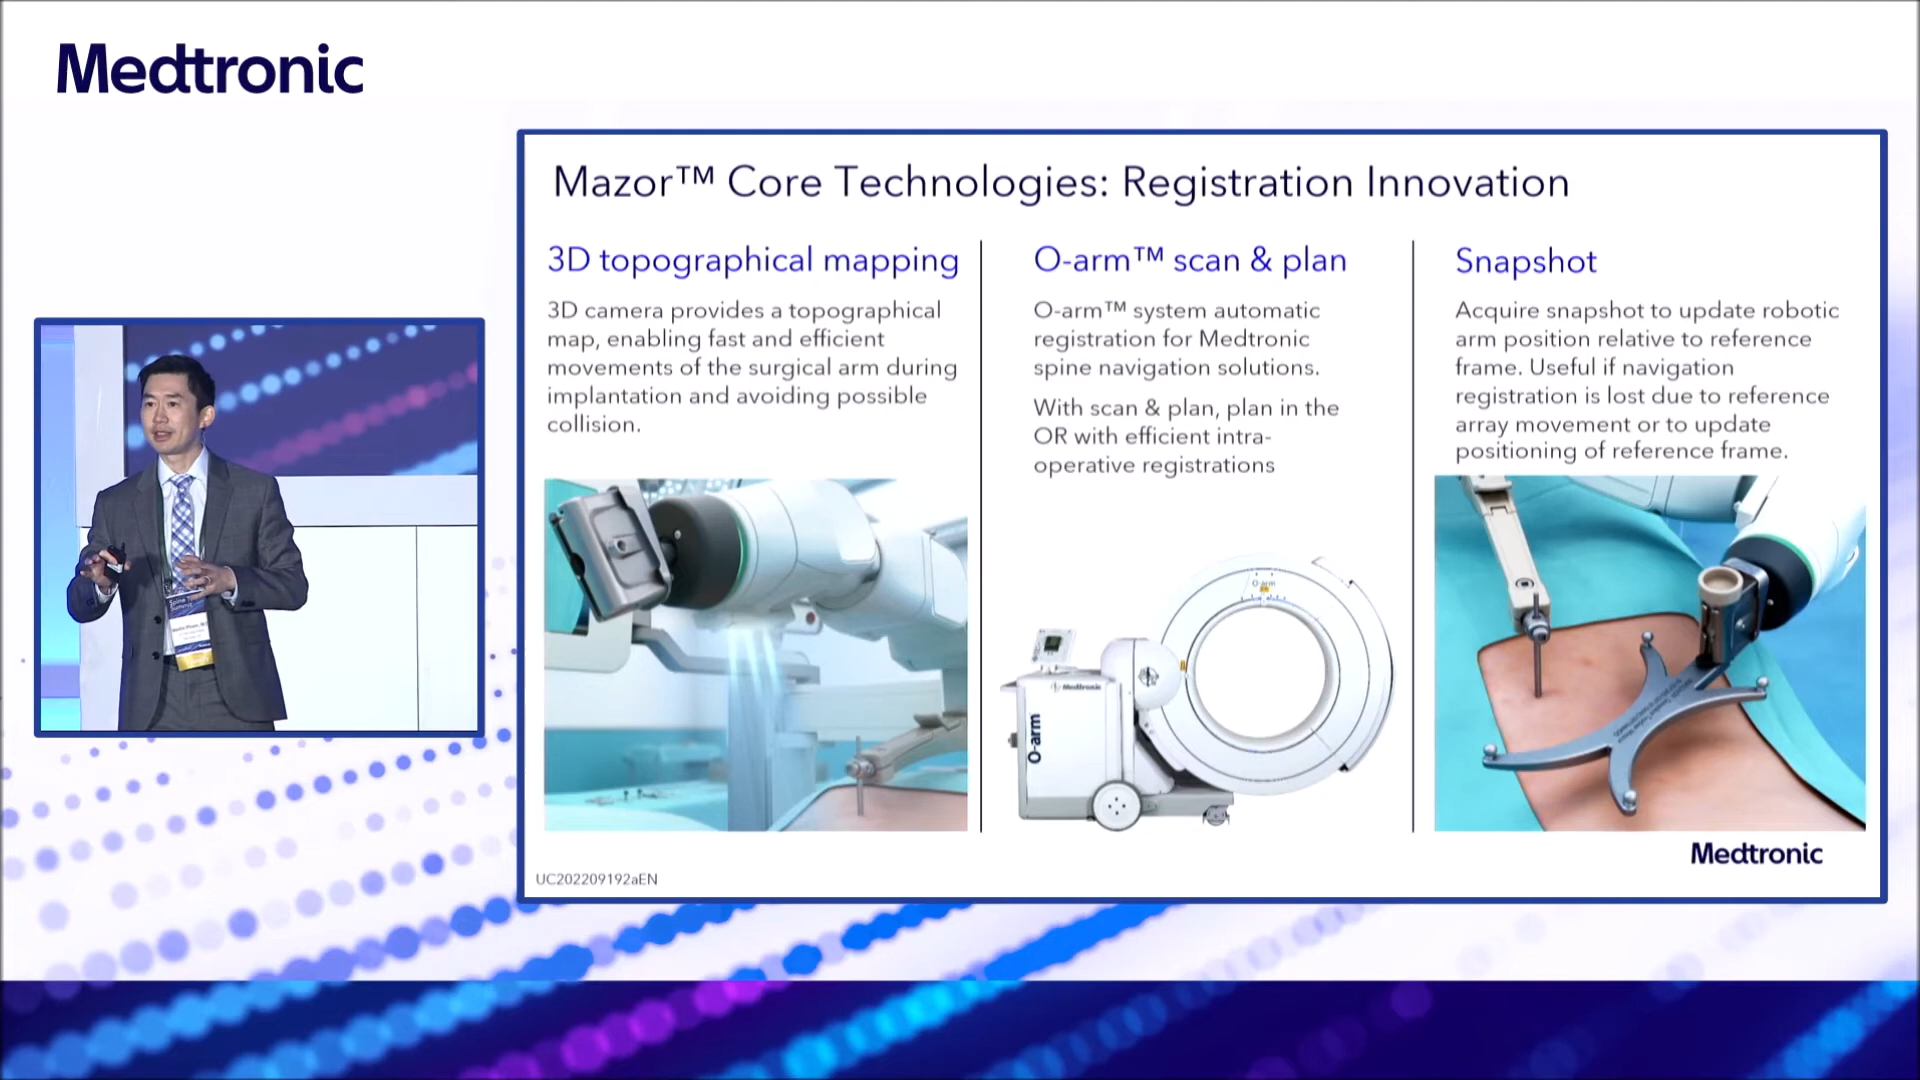 Medtronic
Mazor™ Core Technologies: Registration Innovation
3D topographical mapping
3D camera provides a topographical
map, enabling fast and efficient
movements of the surgical arm during
implantation and avoiding possible
collision.
O-arm™ scan & plan
O-arm™ system automatic
registration for Medtronic
spine navigation solutions.
With scan & plan, plan in the
OR with efficient intra-
operative registrations
Snapshot
Acquire snapshot to update robotic
arm position relative to reference
frame. Useful if navigation
registration is lost due to reference
array movement or to update
positioning of reference frame.
O-arm
Medtronic
O-arm
Medtronic
UC202209192aEN
Spine
Summit